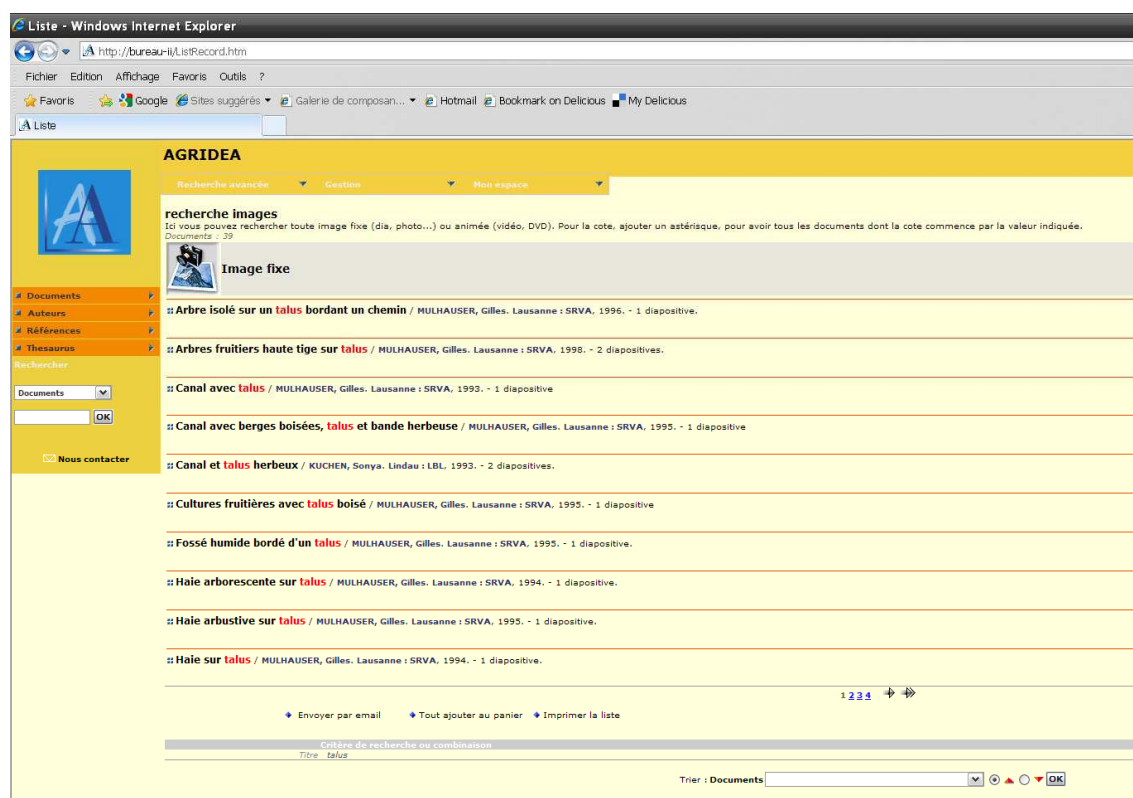 Liste - Windows Internet Explorer
http://bureau-ii/ListRecord.htm
Fichier Edition Affichage Favoris Outils ?
Favoris Google Sites suggérés Galerie de composan... Hotmail Bookmark on Delicious My Delicious
Liste
AGRIDEA
Recherche avancée Gestion Mon espace
recherche images
Ici vous pouvez rechercher toute image fixe (dia, photo...) ou animée (vidéo, DVD). Pour la cote, ajouter un astérisque, pour avoir tous les documents dont la cote commence par la valeur indiquée.
Documents : 39
Image fixe
Documents
Auteurs
Références
Thesaurus
Rechercher
Documents
OK
Nous contacter
:: Arbre isolé sur un talus bordant un chemin / MULHAUSER, Gilles. Lausanne : SRVA, 1996. - 1 diapositive.
:: Arbres fruitiers haute tige sur talus / MULHAUSER, Gilles. Lausanne : SRVA, 1998. - 2 diapositives.
:: Canal avec talus / MULHAUSER, Gilles. Lausanne : SRVA, 1993. - 1 diapositive
:: Canal avec berges boisées, talus et bande herbeuse / MULHAUSER, Gilles. Lausanne : SRVA, 1995. - 1 diapositive
:: Canal et talus herbeux / KUCHEN, Sonya. Lindau : LBL, 1993. - 2 diapositives.
:: Cultures fruitières avec talus boisé / MULHAUSER, Gilles. Lausanne : SRVA, 1995. - 1 diapositive
:: Fossé humide bordé d'un talus / MULHAUSER, Gilles. Lausanne : SRVA, 1995. - 1 diapositive.
:: Haie arborescente sur talus / MULHAUSER, Gilles. Lausanne : SRVA, 1994. - 1 diapositive.
:: Haie arbustive sur talus / MULHAUSER, Gilles. Lausanne : SRVA, 1995. - 1 diapositive.
:: Haie sur talus / MULHAUSER, Gilles. Lausanne : SRVA, 1994. - 1 diapositive.
1 2 3 4
Envoyer par email Tout ajouter au panier Imprimer la liste
Critère de recherche ou combinaison
Titre talus
Trier : Documents OK